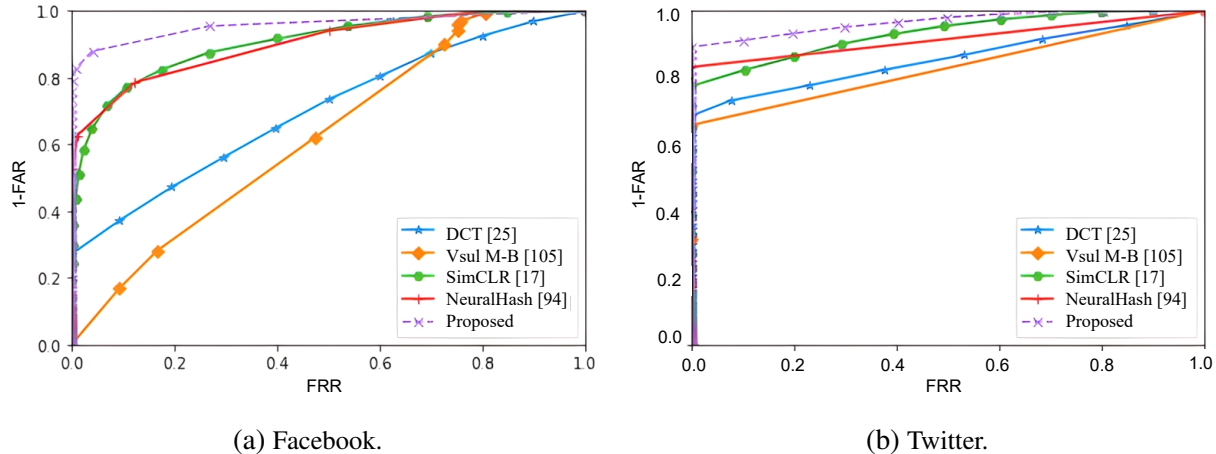 1.0
0.8
0.6
0.4
0.2
0.0
1-FAR
0.0
0.2
0.4
0.6
0.8
1.0
FRR
DCT [25]
Vsul M-B [105]
SimCLR [17]
NeuralHash [94]
Proposed
(a) Facebook.
1.0
0.8
0.6
0.4
0.2
0.0
1-FAR
0.0
0.2
0.4
0.6
0.8
1.0
FRR
DCT [25]
Vsul M-B [105]
SimCLR [17]
NeuralHash [94]
Proposed
(b) Twitter.